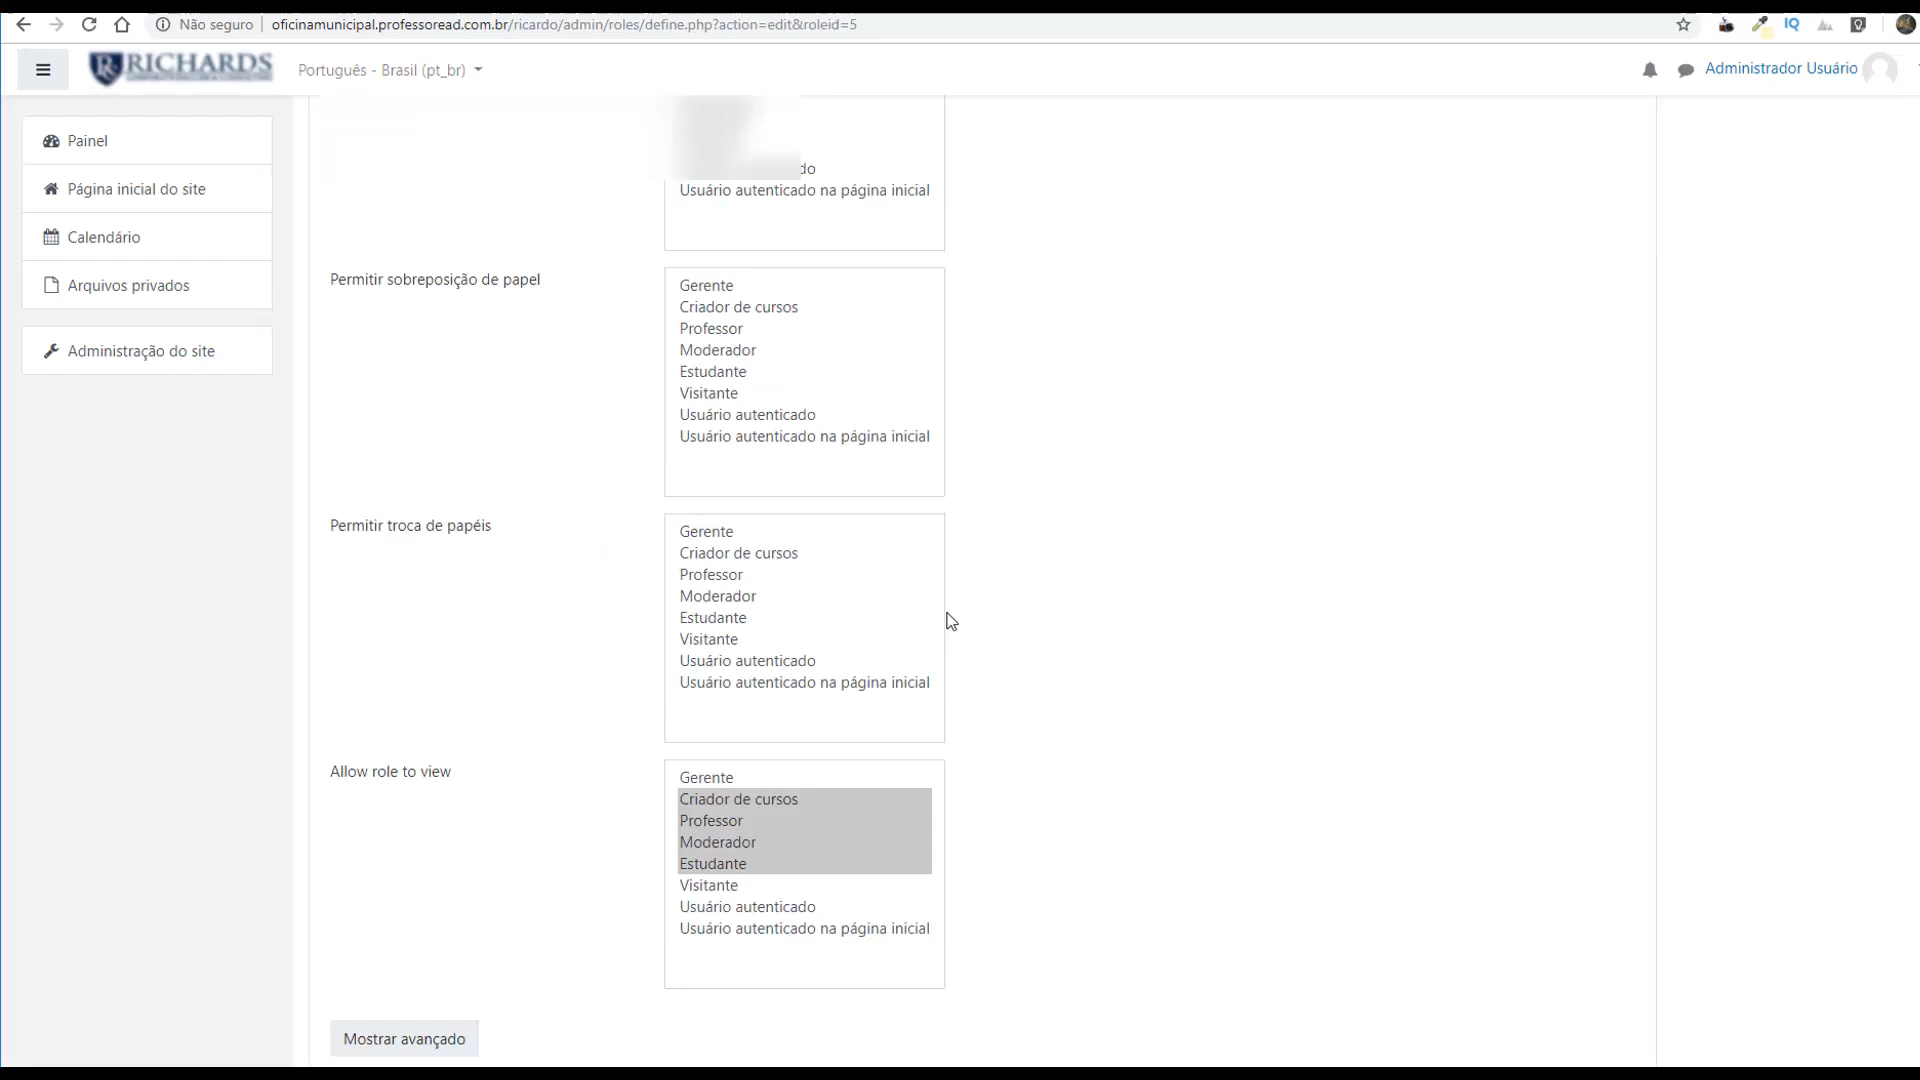 Não seguro
oficinamunicipal.professoread.com.br/ricardo/admin/roles/define.php?action=edit&roleid=5
IQ
RICHARDS
Português - Brasil (pt_br)
Administrador Usuário
Painel
Página inicial do site
Calendário
Arquivos privados
Administração do site
do
Usuário autenticado na página inicial
Permitir sobreposição de papel
Gerente
Criador de cursos
Professor
Moderador
Estudante
Visitante
Usuário autenticado
Usuário autenticado na página inicial
Permitir troca de papéis
Gerente
Criador de cursos
Professor
Moderador
Estudante
Visitante
Usuário autenticado
Usuário autenticado na página inicial
Allow role to view
Gerente
Criador de cursos
Professor
Moderador
Estudante
Visitante
Usuário autenticado
Usuário autenticado na página inicial
Mostrar avançado